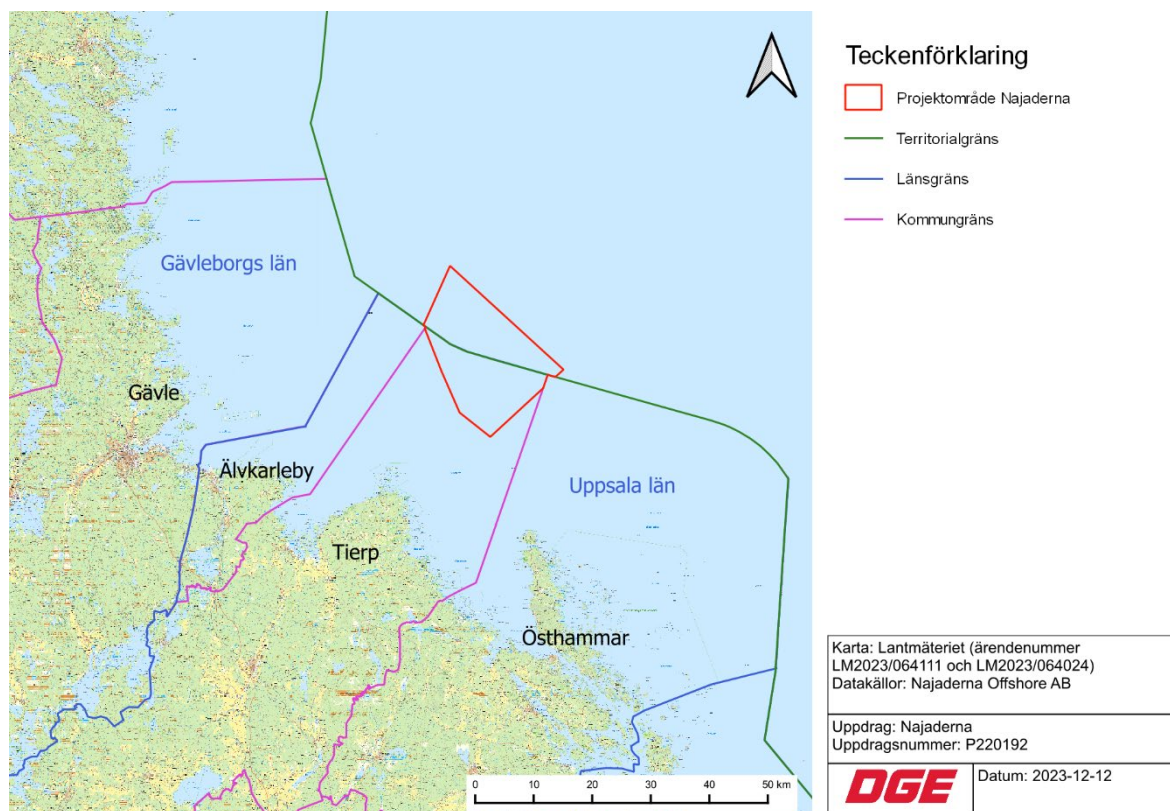 Gävleborgs län
Gävle
Älvkarleby
Uppsala län
Tierp
Östhammar
0 10 20 30 40 50 km
Teckenförklaring
Projektområde Najaderna
Territorialgräns
Länsgräns
Kommungräns
Karta: Lantmäteriet (ärendenummer
LM2023/064111 och LM2023/064024)
Datakällor: Najaderna Offshore AB
Uppdrag: Najaderna
Uppdragsnummer: P220192
DGE
Datum: 2023-12-12